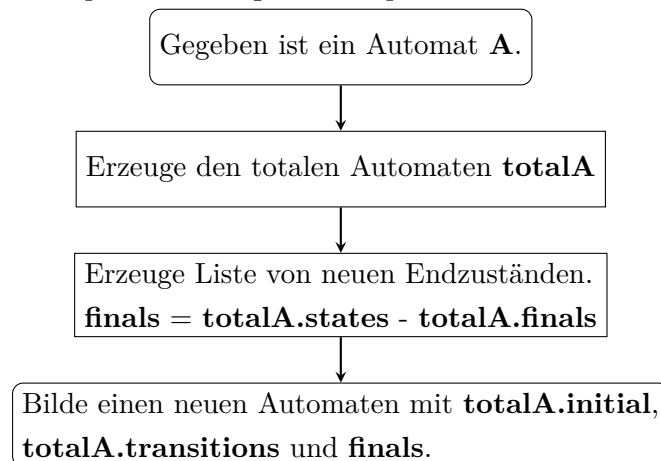 Gegeben ist ein Automat A.
Erzeuge den totalen Automaten totalA
Erzeuge Liste von neuen Endzuständen.
finals = totalA.states - totalA.finals
Bilde einen neuen Automaten mit totalA.initial,
totalA.transitions und finals.